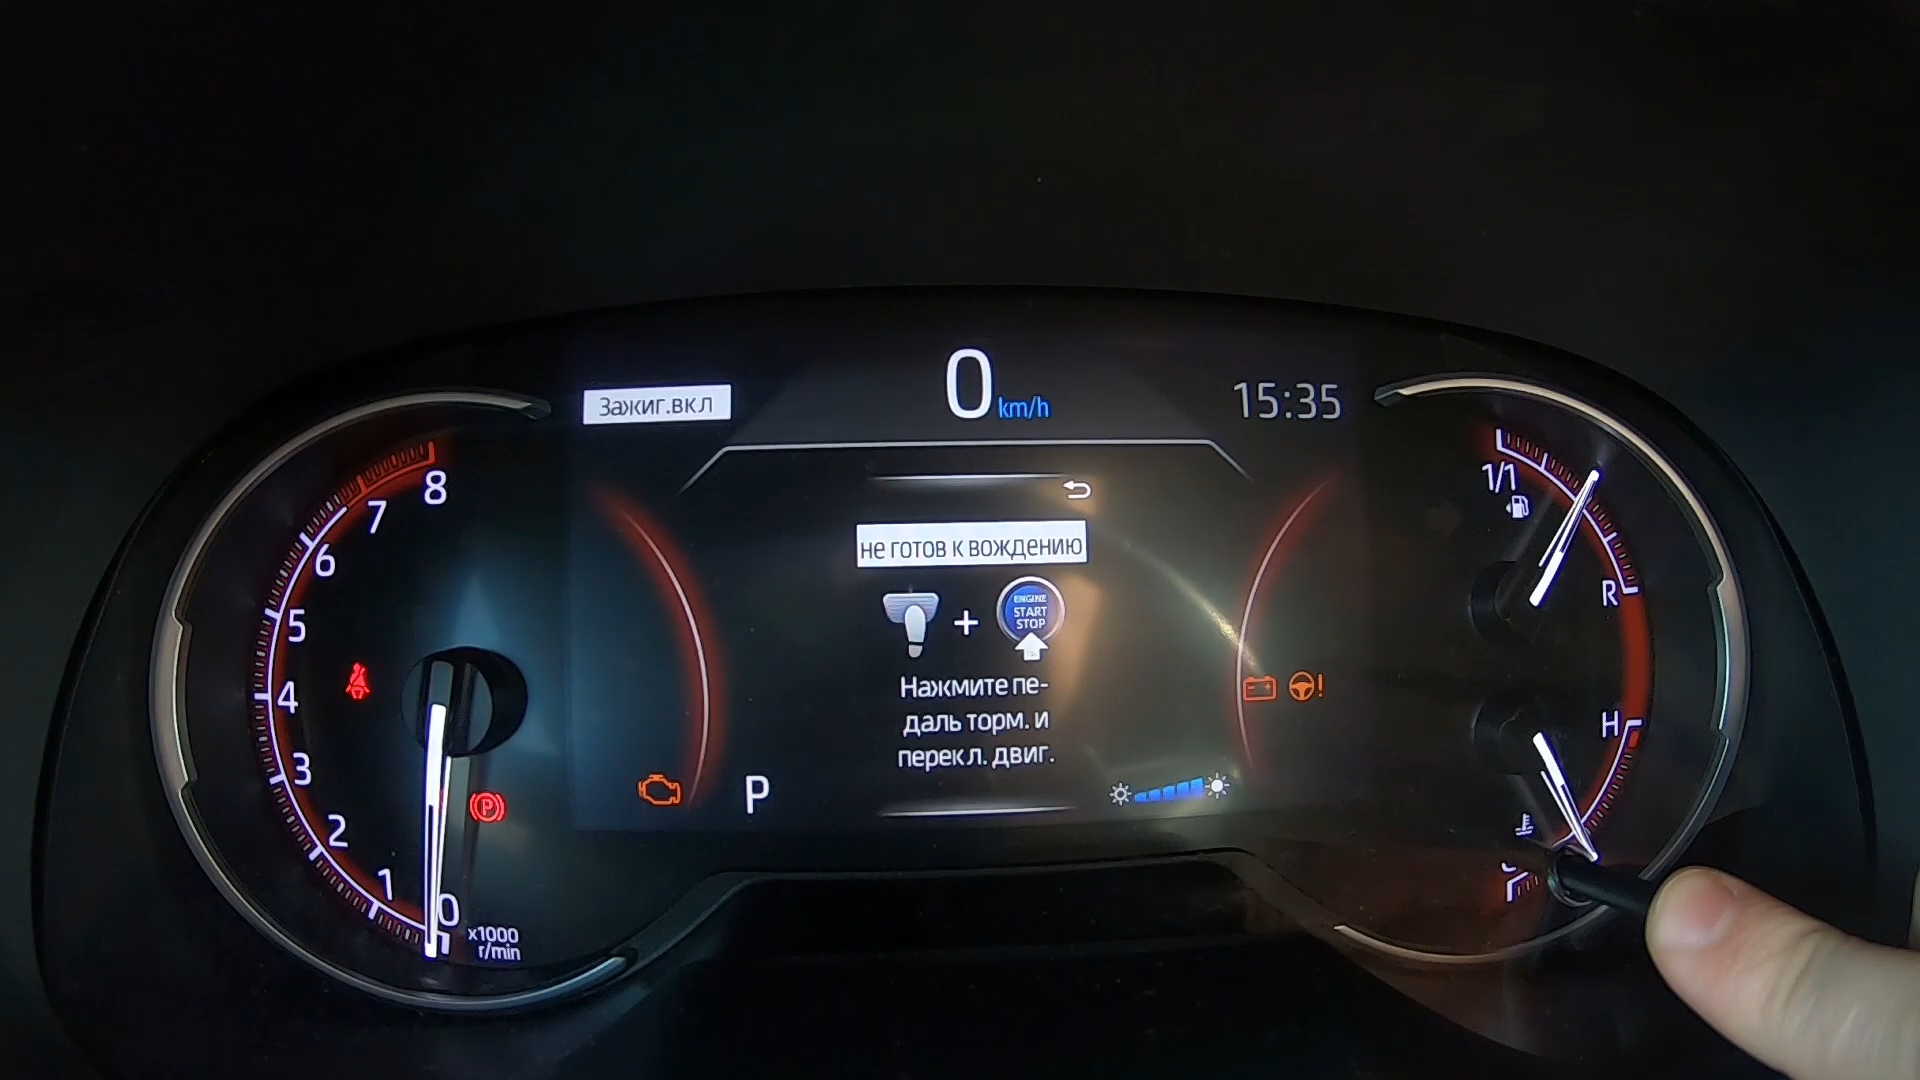 Зажиг.вкл
0 km/h
15:35
не готов к вождению
ENGINE
START
STOP
Нажмите пе-
даль торм. и
перекл. двиг.
P
8
7
6
5
4
3
2
1
0
x1000
r/min
P
1/1
R
H